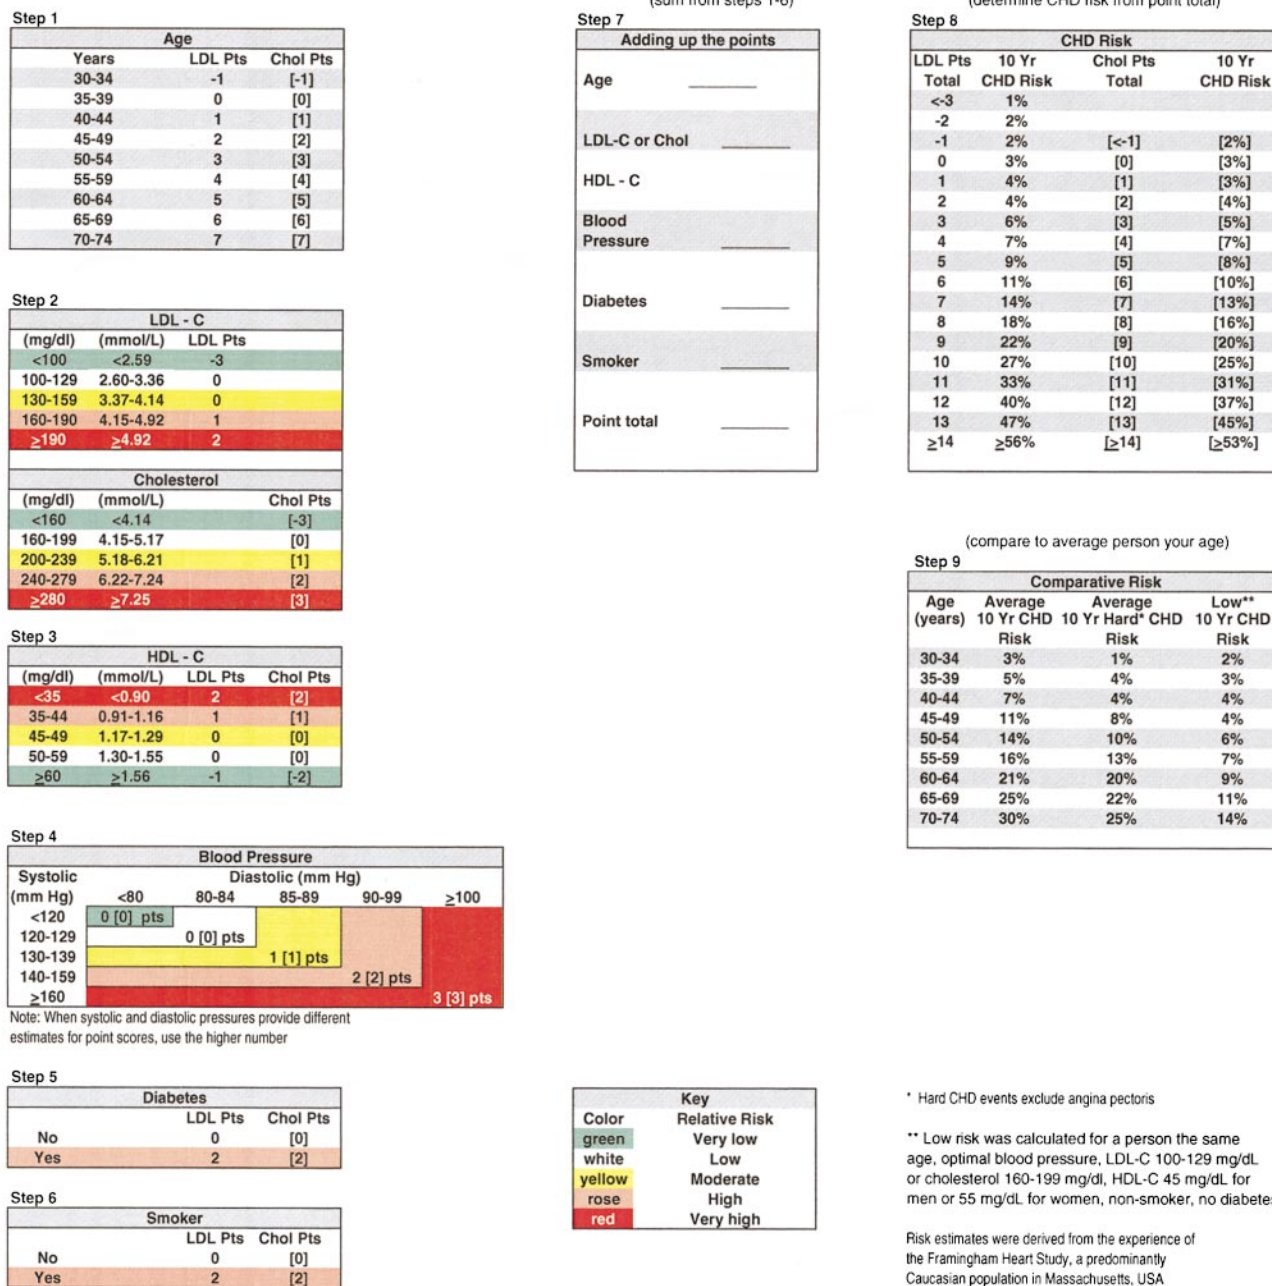 (sum from steps 1-6)
(determine CHD risk from point total)
Step 1
Age
Years LDL Pts Chol Pts
30-34 -1 [-1]
35-39 0 [0]
40-44 1 [1]
45-49 2 [2]
50-54 3 [3]
55-59 4 [4]
60-64 5 [5]
65-69 6 [6]
70-74 7 [7]
Step 2
LDL - C
(mg/dl) (mmol/L) LDL Pts
<100 <2.59 -3
100-129 2.60-3.36 0
130-159 3.37-4.14 0
160-190 4.15-4.92 1
≥190 ≥4.92 2
Cholesterol
(mg/dl) (mmol/L) Chol Pts
<160 <4.14 [-3]
160-199 4.15-5.17 [0]
200-239 5.18-6.21 [1]
240-279 6.22-7.24 [2]
≥280 ≥7.25 [3]
Step 3
HDL - C
(mg/dl) (mmol/L) LDL Pts Chol Pts
<35 <0.90 2 [2]
35-44 0.91-1.16 1 [1]
45-49 1.17-1.29 0 [0]
50-59 1.30-1.55 0 [0]
≥60 ≥1.56 -1 [-2]
Step 4
Blood Pressure
Systolic Diastolic (mm Hg)
(mm Hg) <80 80-84 85-89 90-99 ≥100
<120 0 [0] pts
120-129 0 [0] pts
130-139 1 [1] pts
140-159 2 [2] pts
≥160 3 [3] pts
Note: When systolic and diastolic pressures provide different
estimates for point scores, use the higher number
Step 5
Diabetes
LDL Pts Chol Pts
No 0 [0]
Yes 2 [2]
Step 6
Smoker
LDL Pts Chol Pts
No 0 [0]
Yes 2 [2]
Step 7
Adding up the points
Age
LDL-C or Chol
HDL - C
Blood
Pressure
Diabetes
Smoker
Point total
Key
Color Relative Risk
green Very low
white Low
yellow Moderate
rose High
red Very high
Step 8
CHD Risk
LDL Pts 10 Yr Chol Pts 10 Yr
Total CHD Risk Total CHD Risk
<-3 1%
-2 2%
-1 2% [<-1] [2%]
0 3% [0] [3%]
1 4% [1] [3%]
2 4% [2] [4%]
3 6% [3] [5%]
4 7% [4] [7%]
5 9% [5] [8%]
6 11% [6] [10%]
7 14% [7] [13%]
8 18% [8] [16%]
9 22% [9] [20%]
10 27% [10] [25%]
11 33% [11] [31%]
12 40% [12] [37%]
13 47% [13] [45%]
≥14 ≥56% [≥14] [≥53%]
(compare to average person your age)
Step 9
Comparative Risk
Age Average Average Low**
(years) 10 Yr CHD 10 Yr Hard* CHD 10 Yr CHD
Risk Risk Risk
30-34 3% 1% 2%
35-39 5% 4% 3%
40-44 7% 4% 4%
45-49 11% 8% 4%
50-54 14% 10% 6%
55-59 16% 13% 7%
60-64 21% 20% 9%
65-69 25% 22% 11%
70-74 30% 25% 14%
* Hard CHD events exclude angina pectoris
** Low risk was calculated for a person the same
age, optimal blood pressure, LDL-C 100-129 mg/dL
or cholesterol 160-199 mg/dl, HDL-C 45 mg/dL for
men or 55 mg/dL for women, non-smoker, no diabetes
Risk estimates were derived from the experience of
the Framingham Heart Study, a predominantly
Caucasian population in Massachusetts, USA